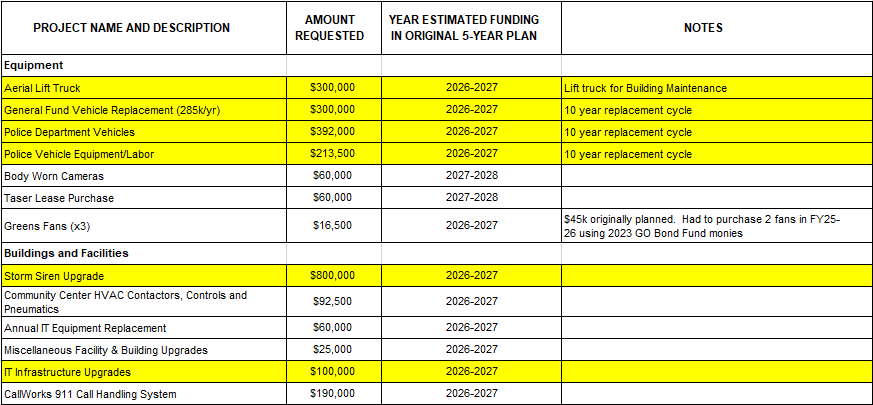 PROJECT NAME AND DESCRIPTION AMOUNT REQUESTED YEAR ESTIMATED FUNDING IN ORIGINAL 5-YEAR PLAN NOTES
Equipment
Aerial Lift Truck $300,000 2026-2027 Lift truck for Building Maintenance
General Fund Vehicle Replacement (285k/yr) $300,000 2026-2027 10 year replacement cycle
Police Department Vehicles $392,000 2026-2027 10 year replacement cycle
Police Vehicle Equipment/Labor $213,500 2026-2027 10 year replacement cycle
Body Worn Cameras $60,000 2027-2028
Taser Lease Purchase $60,000 2027-2028
Greens Fans (x3) $16,500 2026-2027 $45k originally planned. Had to purchase 2 fans in FY25-
26 using 2023 GO Bond Fund monies
Buildings and Facilities
Storm Siren Upgrade $800,000 2026-2027
Community Center HVAC Contactors, Controls and
Pneumatics $92,500 2026-2027
Annual IT Equipment Replacement $60,000 2026-2027
Miscellaneous Facility & Building Upgrades $25,000 2026-2027
IT Infrastructure Upgrades $100,000 2026-2027
CallWorks 911 Call Handling System $190,000 2026-2027